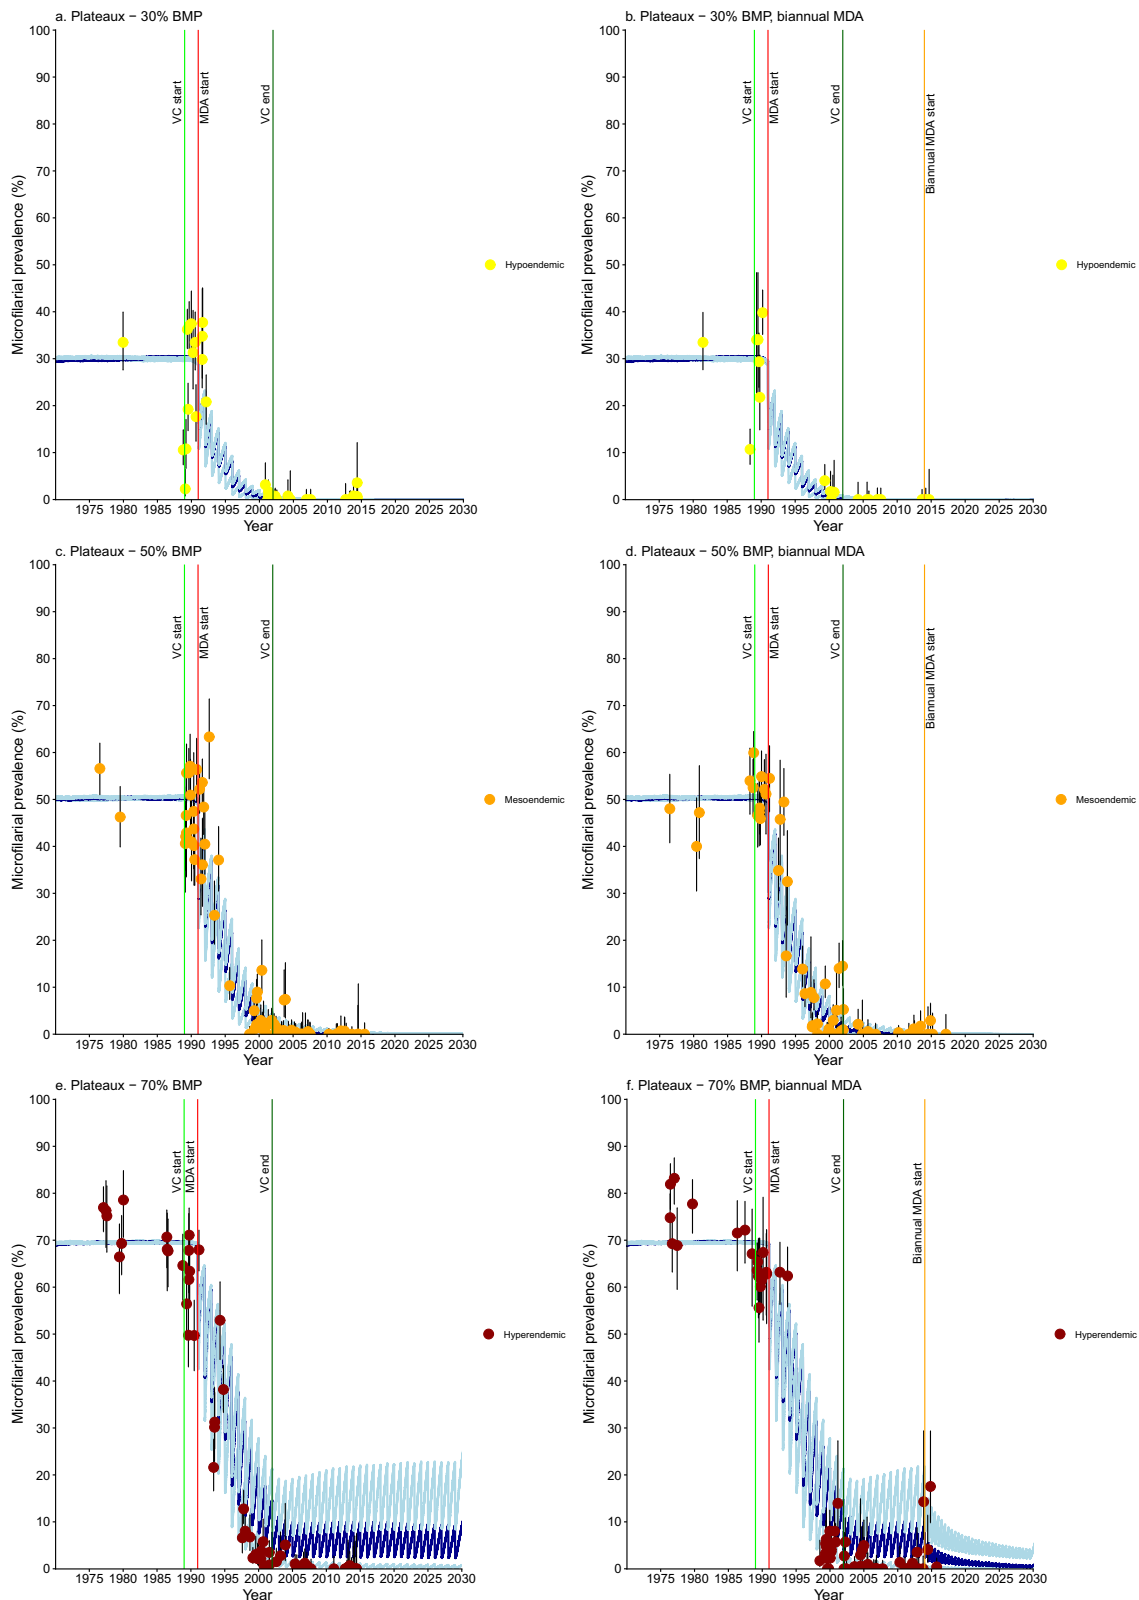 a. Plateaux − 30% BMP
Microfilarial prevalence (%)
100
90
80
70
60
50
40
30
20
10
0
VC start
MDA start
VC end
Hypoendemic
1975 1980 1985 1990 1995 2000 2005 2010 2015 2020 2025 2030
Year
b. Plateaux − 30% BMP, biannual MDA
Microfilarial prevalence (%)
100
90
80
70
60
50
40
30
20
10
0
VC start
MDA start
VC end
Biannual MDA start
Hypoendemic
1975 1980 1985 1990 1995 2000 2005 2010 2015 2020 2025 2030
Year
c. Plateaux − 50% BMP
Microfilarial prevalence (%)
100
90
80
70
60
50
40
30
20
10
0
VC start
MDA start
VC end
Mesoendemic
1975 1980 1985 1990 1995 2000 2005 2010 2015 2020 2025 2030
Year
d. Plateaux − 50% BMP, biannual MDA
Microfilarial prevalence (%)
100
90
80
70
60
50
40
30
20
10
0
VC start
MDA start
VC end
Biannual MDA start
Mesoendemic
1975 1980 1985 1990 1995 2000 2005 2010 2015 2020 2025 2030
Year
e. Plateaux − 70% BMP
Microfilarial prevalence (%)
100
90
80
70
60
50
40
30
20
10
0
VC start
MDA start
VC end
Hyperendemic
1975 1980 1985 1990 1995 2000 2005 2010 2015 2020 2025 2030
Year
f. Plateaux − 70% BMP, biannual MDA
Microfilarial prevalence (%)
100
90
80
70
60
50
40
30
20
10
0
VC start
MDA start
VC end
Biannual MDA start
Hyperendemic
1975 1980 1985 1990 1995 2000 2005 2010 2015 2020 2025 2030
Year